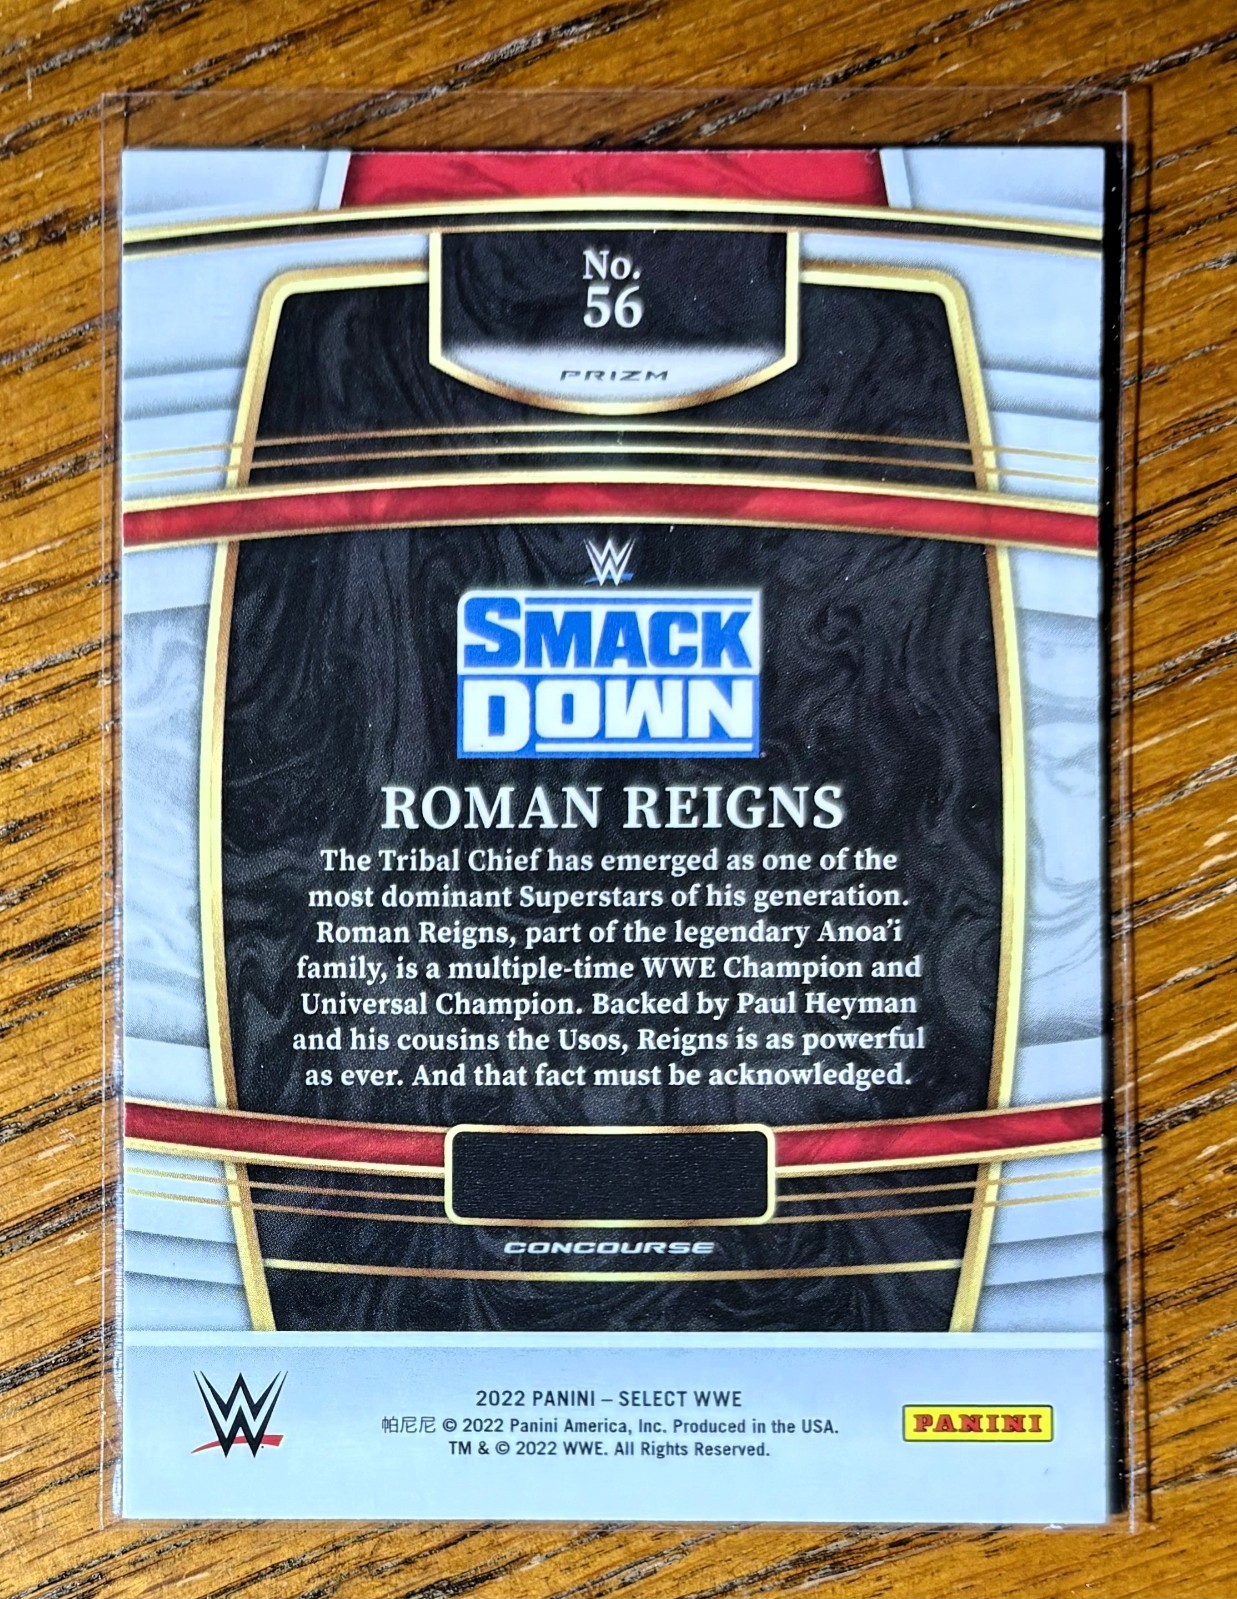 No.
56
PRIZM
W
SMACK
DOWN
ROMAN REIGNS
The Tribal Chief has emerged as one of the
most dominant Superstars of his generation.
Roman Reigns, part of the legendary Anoa’i
family, is a multiple-time WWE Champion and
Universal Champion. Backed by Paul Heyman
and his cousins the Usos, Reigns is as powerful
as ever. And that fact must be acknowledged.
CONCOURSE
W
2022 PANINI – SELECT WWE
帕尼尼 © 2022 Panini America, Inc. Produced in the USA.
TM & © 2022 WWE. All Rights Reserved.
PANINI